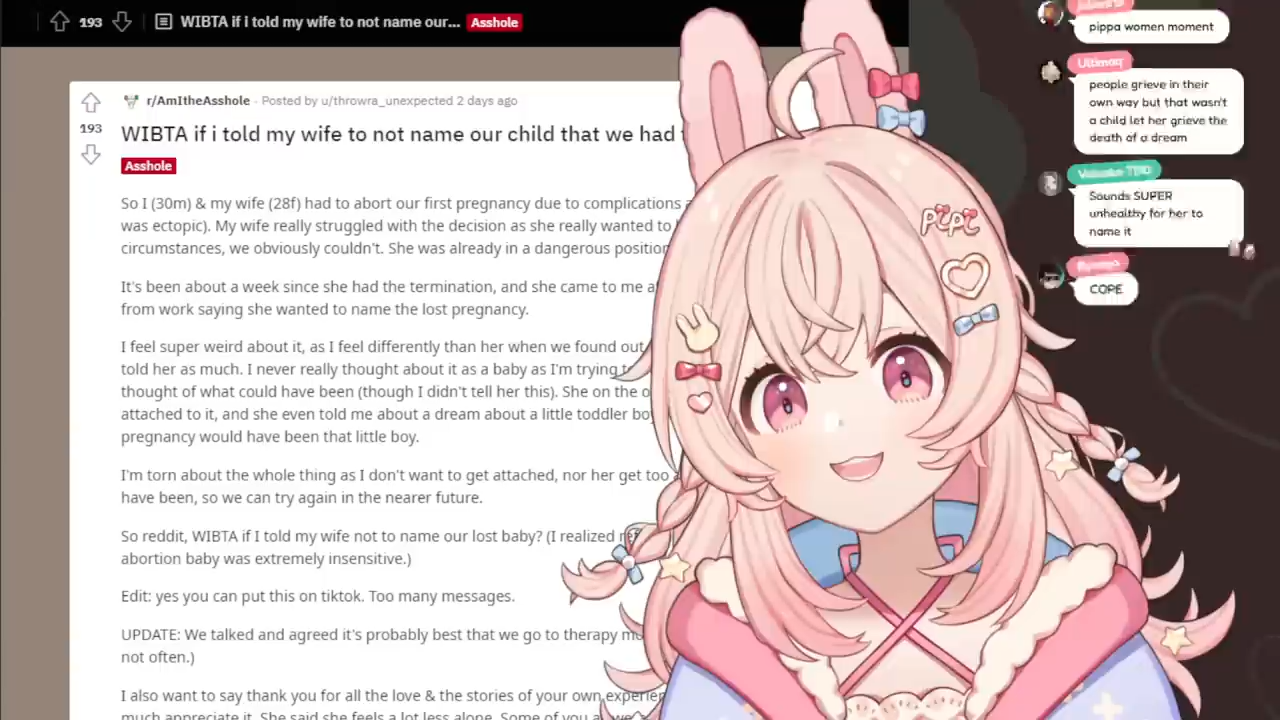 193
WIBTA if i told my wife to not name our...
Asshole
r/AmItheAsshole · Posted by u/throwra_unexpected 2 days ago
193
WIBTA if i told my wife to not name our child that we had
Asshole
So I (30m) & my wife (28f) had to abort our first pregnancy due to complications
was ectopic). My wife really struggled with the decision as she really wanted to
circumstances, we obviously couldn't. She was already in a dangerous position
It's been about a week since she had the termination, and she came to me
from work saying she wanted to name the lost pregnancy.
I feel super weird about it, as I feel differently than her when we found out
told her as much. I never really thought about it as a baby as I'm trying
thought of what could have been (though I didn't tell her this). She on the
attached to it, and she even told me about a dream about a little toddler
pregnancy would have been that little boy.
I'm torn about the whole thing as I don't want to get attached, nor her get too
have been, so we can try again in the nearer future.
So reddit, WIBTA if I told my wife not to name our lost baby? (I realized
abortion baby was extremely insensitive.)
Edit: yes you can put this on tiktok. Too many messages.
UPDATE: We talked and agreed it's probably best that we go to therapy
not often.)
I also want to say thank you for all the love & the stories of your own
much appreciate it. She said she feels a lot less alone. Some of you
PiPi
pippa women moment
Ultimaq
people grieve in their
own way but that wasn't
a child let her grieve the
death of a dream
Sounds SUPER
unhealthy for her to
name it
COPE